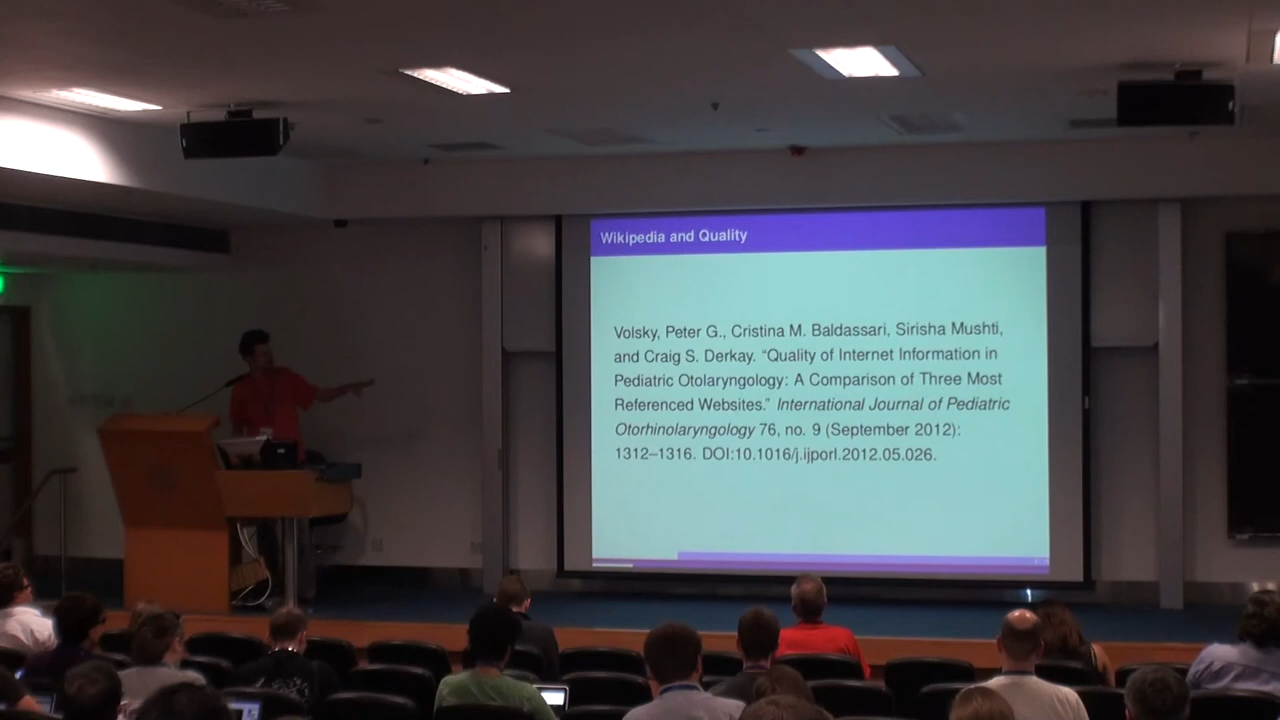 Wikipedia and Quality
Volsky, Peter G., Cristina M. Baldassari, Sirisha Mushti,
and Craig S. Derkay. “Quality of Internet Information in
Pediatric Otolaryngology: A Comparison of Three Most
Referenced Websites.” International Journal of Pediatric
Otorhinolaryngology 76, no. 9 (September 2012):
1312–1316. DOI:10.1016/j.ijporl.2012.05.026.